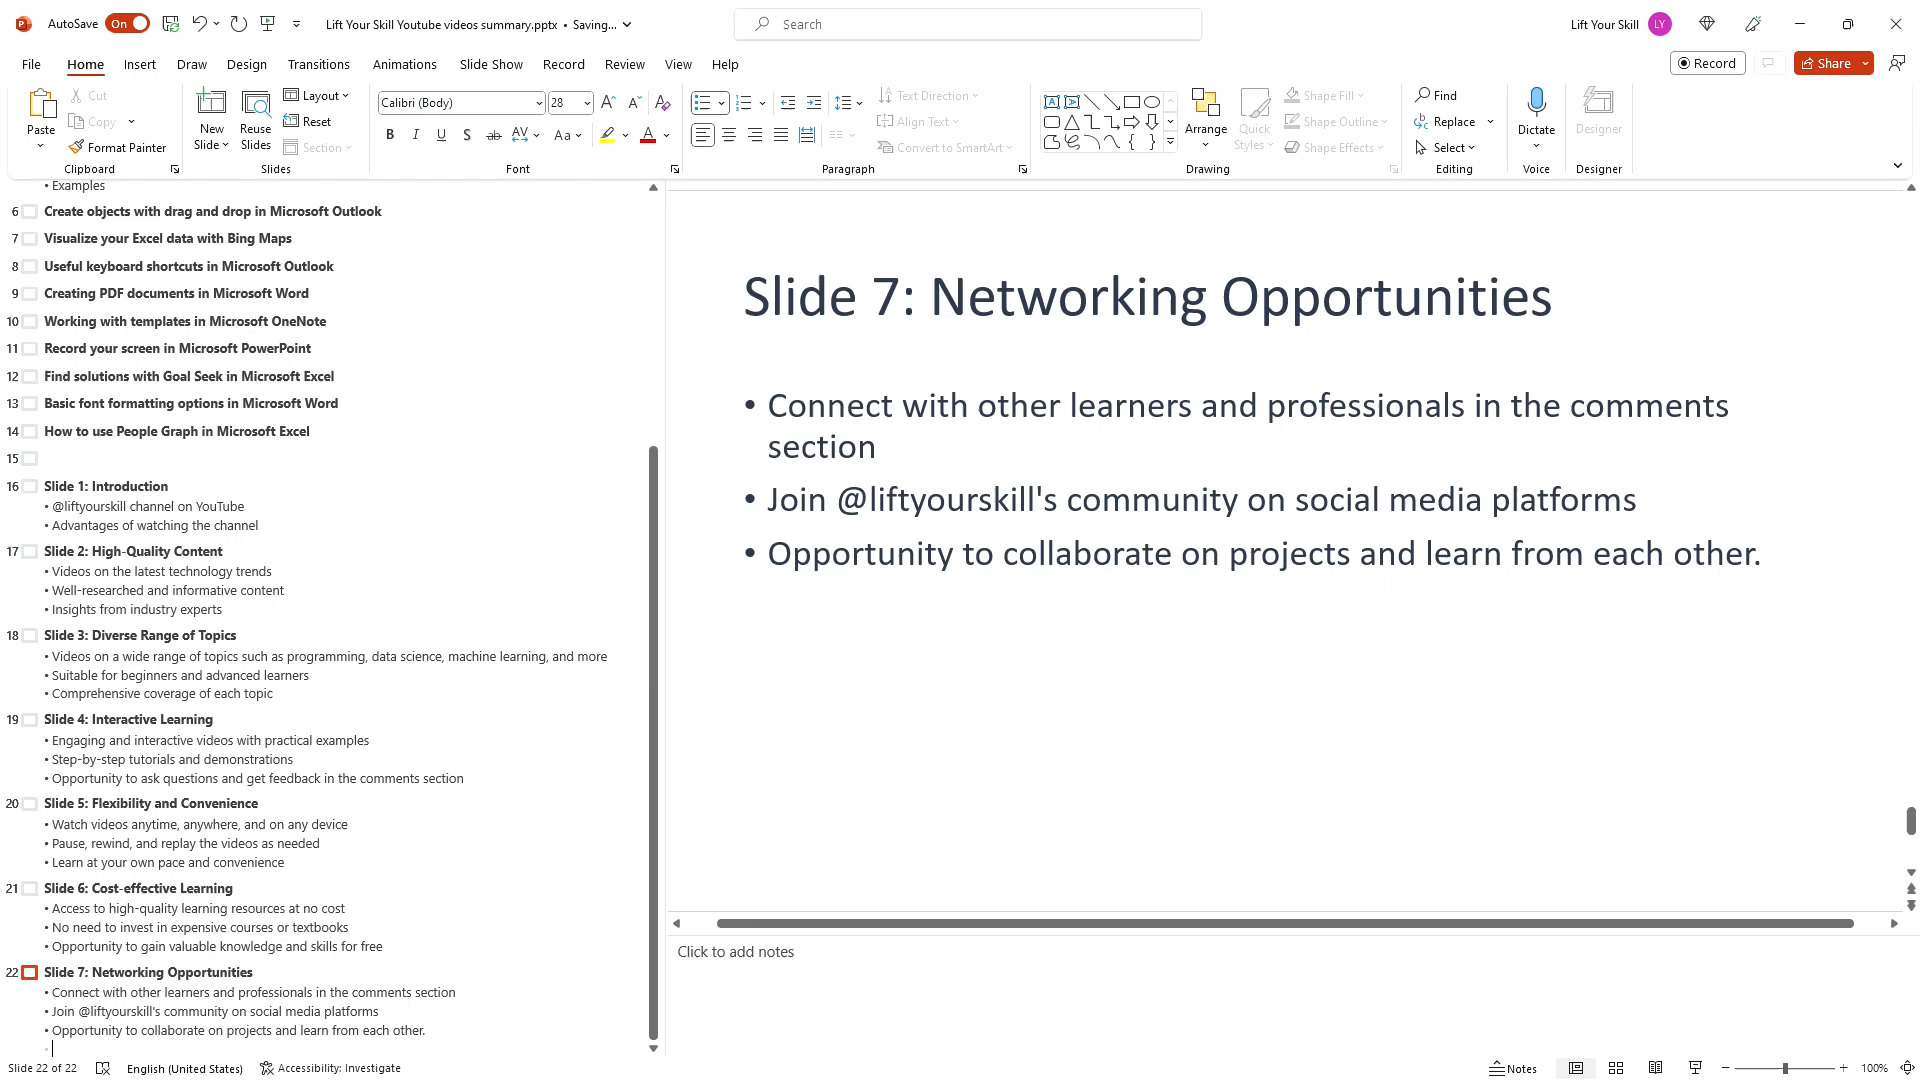 AutoSave On Lift Your Skill Youtube videos summary.pptx • Saving... Search Lift Your Skill LY
File Home Insert Draw Design Transitions Animations Slide Show Record Review View Help Record Share
Paste Cut Copy Format Painter Clipboard
New Slide Reuse Slides Layout Reset Section Slides
Calibri (Body) 28 A A A
B I U S ab AV Aa A Font
Text Direction Align Text Convert to SmartArt Paragraph
Arrange Quick Styles Shape Fill Shape Outline Shape Effects Drawing
Find Replace Select Editing
Dictate Voice
Designer Designer
• Examples
6 Create objects with drag and drop in Microsoft Outlook
7 Visualize your Excel data with Bing Maps
8 Useful keyboard shortcuts in Microsoft Outlook
9 Creating PDF documents in Microsoft Word
10 Working with templates in Microsoft OneNote
11 Record your screen in Microsoft PowerPoint
12 Find solutions with Goal Seek in Microsoft Excel
13 Basic font formatting options in Microsoft Word
14 How to use People Graph in Microsoft Excel
15
16 Slide 1: Introduction
• @liftyourskill channel on YouTube
• Advantages of watching the channel
17 Slide 2: High-Quality Content
• Videos on the latest technology trends
• Well-researched and informative content
• Insights from industry experts
18 Slide 3: Diverse Range of Topics
• Videos on a wide range of topics such as programming, data science, machine learning, and more
• Suitable for beginners and advanced learners
• Comprehensive coverage of each topic
19 Slide 4: Interactive Learning
• Engaging and interactive videos with practical examples
• Step-by-step tutorials and demonstrations
• Opportunity to ask questions and get feedback in the comments section
20 Slide 5: Flexibility and Convenience
• Watch videos anytime, anywhere, and on any device
• Pause, rewind, and replay the videos as needed
• Learn at your own pace and convenience
21 Slide 6: Cost-effective Learning
• Access to high-quality learning resources at no cost
• No need to invest in expensive courses or textbooks
• Opportunity to gain valuable knowledge and skills for free
22 Slide 7: Networking Opportunities
• Connect with other learners and professionals in the comments section
• Join @liftyourskill's community on social media platforms
• Opportunity to collaborate on projects and learn from each other.
Slide 7: Networking Opportunities
• Connect with other learners and professionals in the comments
section
• Join @liftyourskill's community on social media platforms
• Opportunity to collaborate on projects and learn from each other.
Click to add notes
Slide 22 of 22 English (United States) Accessibility: Investigate Notes 100%